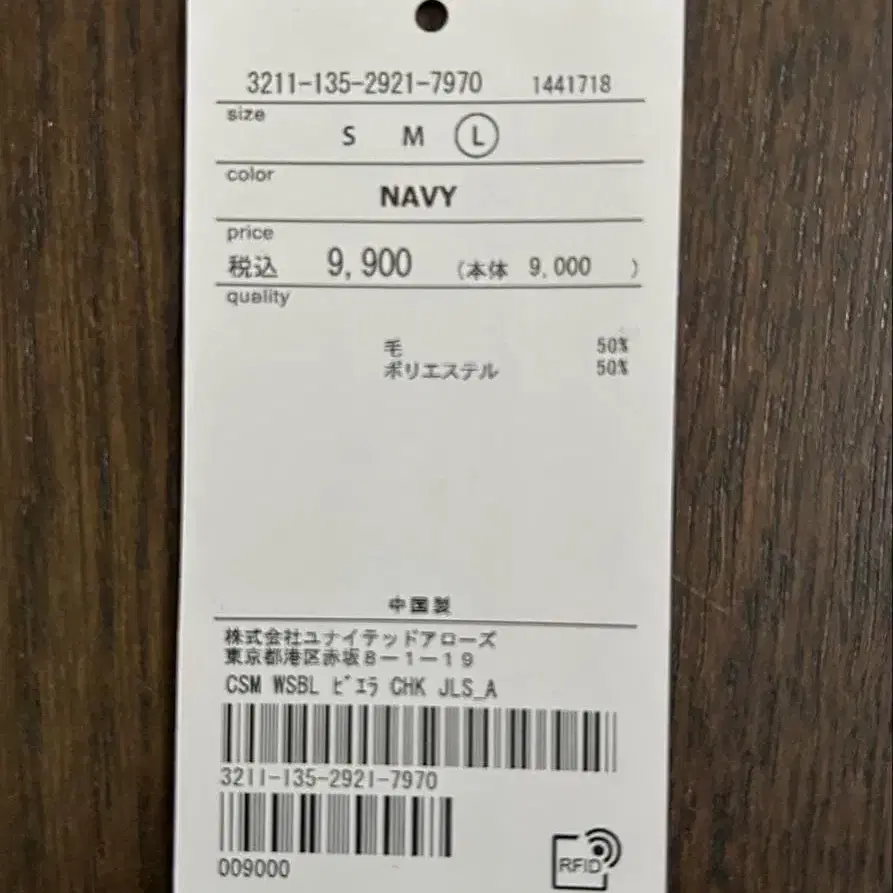 3211-135-2921-7970 1441718
size
S M L
color
NAVY
price
税込 9,900 (本体 9,000 )
quality
毛 50%
ポリエステル 50%
中国製
株式会社ユナイテッドアローズ
東京都港区赤坂8-1-19
CSM WSBL ビエラ CHK JLS_A
3211-135-2921-7970
009000
RFID